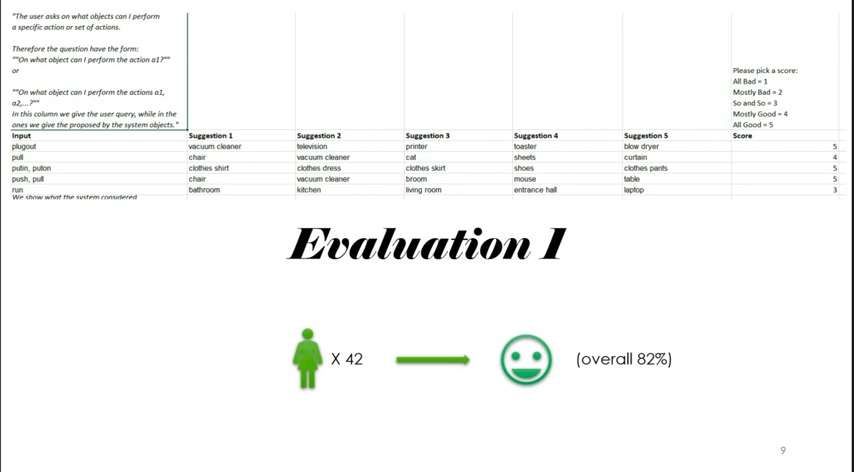 "The user asks on what objects can I perform
a specific action or set of actions.
Therefore the question have the form:
""On what object can I perform the action a1?""
or
""On what object can I perform the actions a1,
a2,...?""
In this column we give the user query, while in the
ones we give the proposed by the system objects."
Please pick a score:
All Bad = 1
Mostly Bad = 2
So and So = 3
Mostly Good = 4
All Good = 5
Input Suggestion 1 Suggestion 2 Suggestion 3 Suggestion 4 Suggestion 5 Score
plugout vacuum cleaner television printer toaster blow dryer 5
pull chair vacuum cleaner cat sheets curtain 4
putin, puton clothes shirt clothes dress clothes skirt shoes clothes pants 5
push, pull chair vacuum cleaner broom mouse table 5
run bathroom kitchen living room entrance hall laptop 3
We show what the system considered
Evaluation 1
X 42 (overall 82%)
9